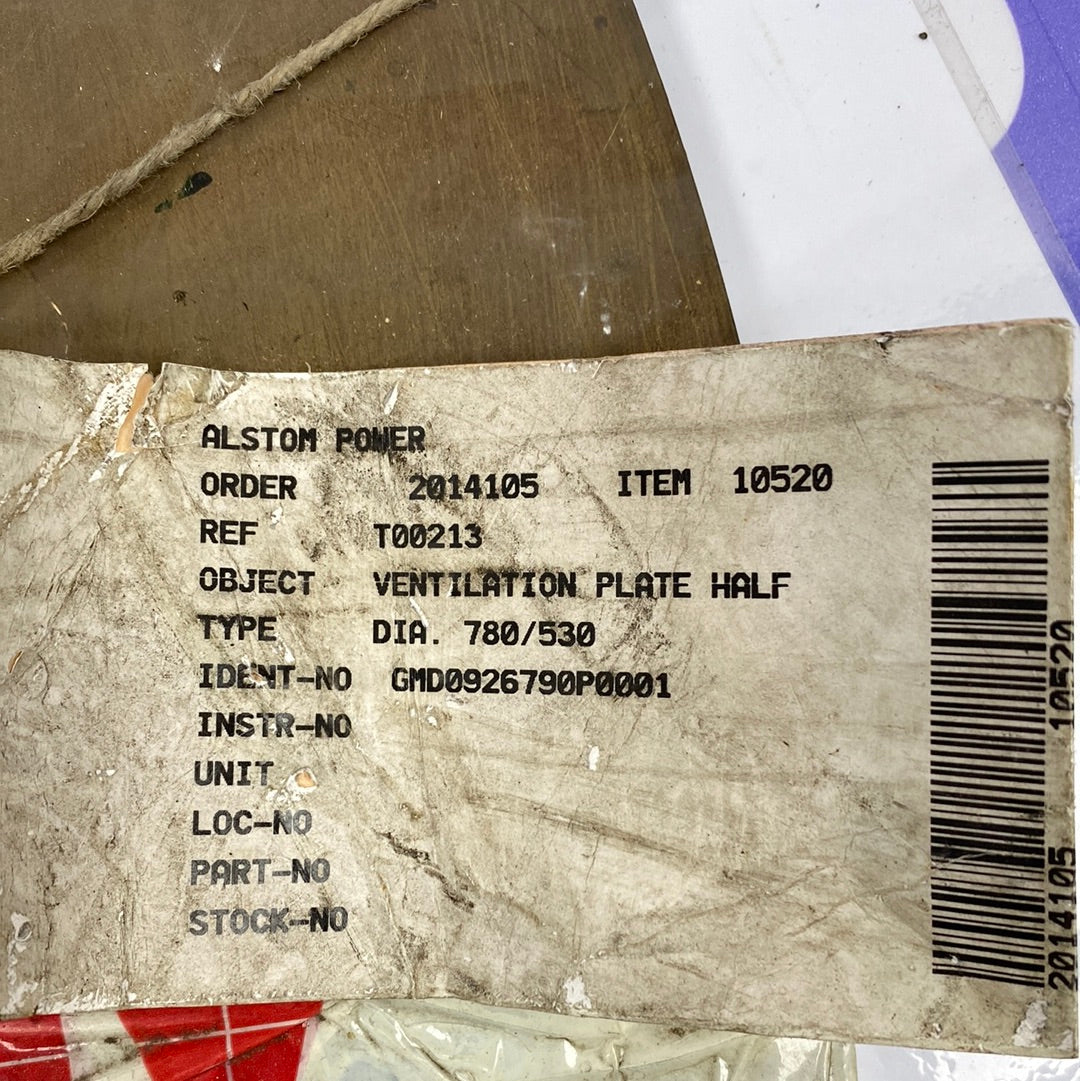 ALSTOM POWER
ORDER 2014105 ITEM 10520
REF T00213
OBJECT VENTILATION PLATE HALF
TYPE DIA. 780/530
IDENT-NO GMD0926790P0001
INSTR-NO
UNIT
LOC-NO
PART-NO
STOCK-NO
2014105 10520